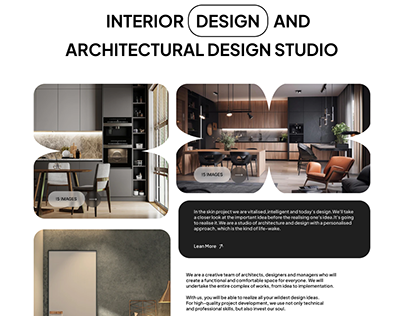 INTERIOR DESIGN AND
ARCHITECTURAL DESIGN STUDIO
15 IMAGES
15 IMAGES
In the skin project we are vitalised, intelligent and today's design. We'll take
a closer look at the important idea before the realising one's idea. It's going
to realise it. We are a studio of architecture and design with a personalised
approach, which is the kind of life-wake.
Lean More
We are a creative team of architects, designers and managers who will
create a functional and comfortable space for everyone. We will
undertake the entire complex of works, from idea to implementation.
With us, you will be able to realize all your wildest design ideas.
For high-quality project development, we use not only technical
and professional skills, but also invest our soul.